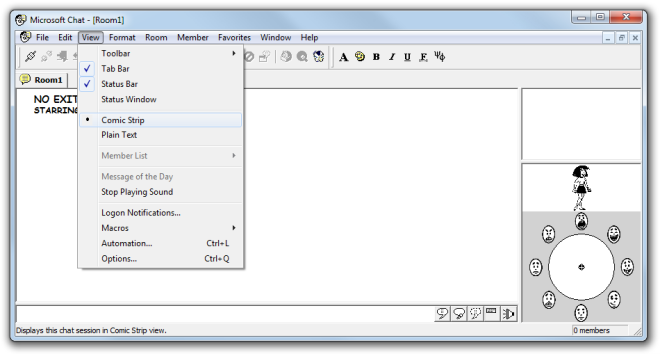 Microsoft Chat - [Room1]
File Edit View Format Room Member Favorites Window Help
A B I U F Ψϕ
Room1
NO EXIT
STARRING
Toolbar
Tab Bar
Status Bar
Status Window
Comic Strip
Plain Text
Member List
Message of the Day
Stop Playing Sound
Logon Notifications...
Macros
Automation... Ctrl+L
Options... Ctrl+Q
Displays this chat session in Comic Strip view.
0 members